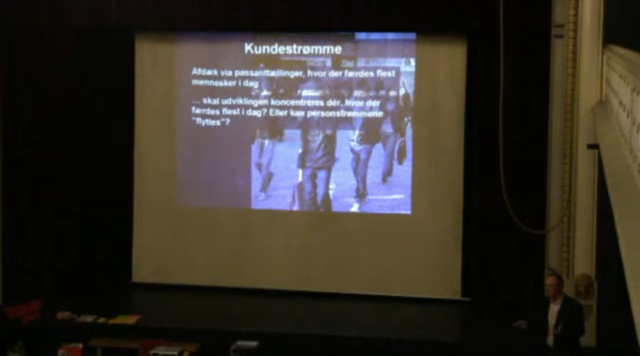 Kundestrømme
Afdæk via passanttællinger, hvor der færdes flest
mennesker i dag
... skal udviklingen koncentreres dér, hvor der
færdes flest i dag? Eller kan personstrømmene
"flyttes"?